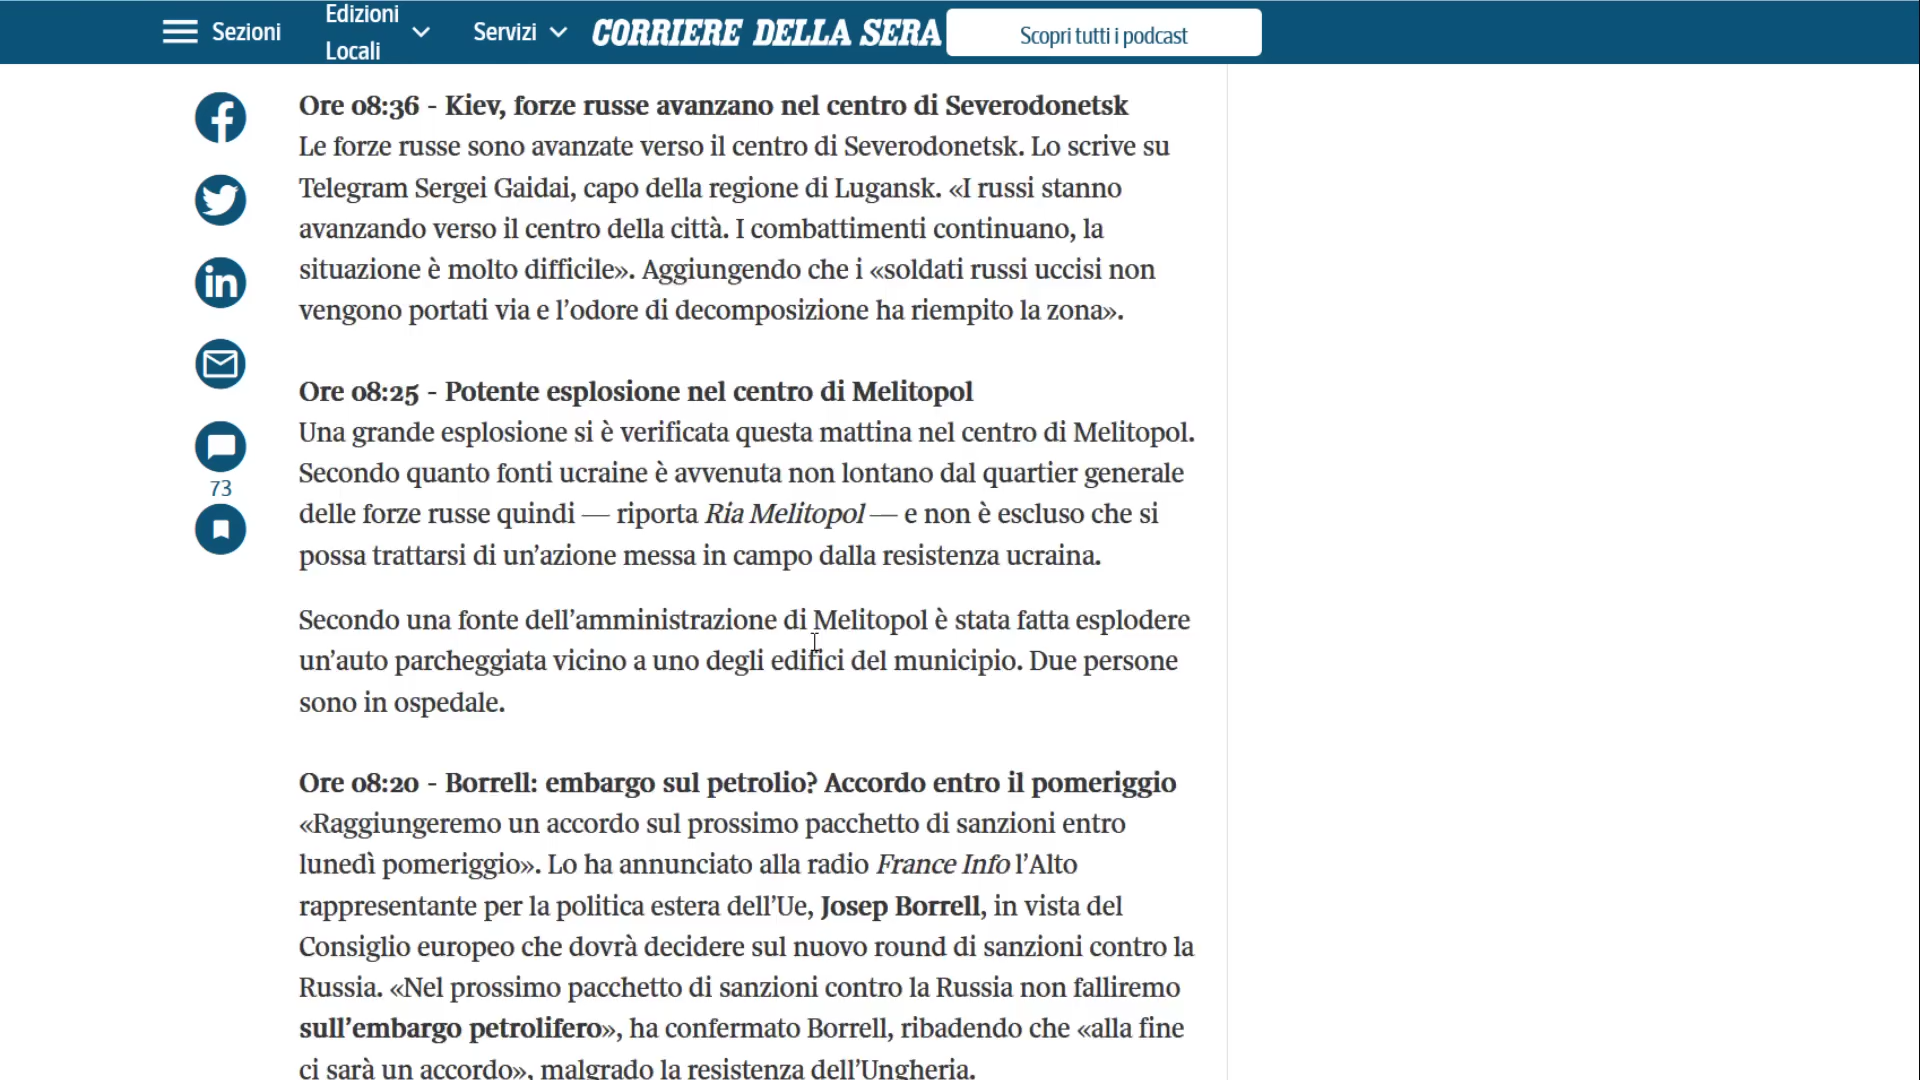 Sezioni
Edizioni
Locali
Servizi
CORRIERE DELLA SERA
Scopri tutti i podcast
Ore 08:36 - Kiev, forze russe avanzano nel centro di Severodonetsk
Le forze russe sono avanzate verso il centro di Severodonetsk. Lo scrive su
Telegram Sergei Gaidai, capo della regione di Lugansk. «I russi stanno
avanzando verso il centro della città. I combattimenti continuano, la
situazione è molto difficile». Aggiungendo che i «soldati russi uccisi non
vengono portati via e l’odore di decomposizione ha riempito la zona».
73
Ore 08:25 - Potente esplosione nel centro di Melitopol
Una grande esplosione si è verificata questa mattina nel centro di Melitopol.
Secondo quanto fonti ucraine è avvenuta non lontano dal quartier generale
delle forze russe quindi — riporta Ria Melitopol — e non è escluso che si
possa trattarsi di un’azione messa in campo dalla resistenza ucraina.
Secondo una fonte dell’amministrazione di Melitopol è stata fatta esplodere
un’auto parcheggiata vicino a uno degli edifici del municipio. Due persone
sono in ospedale.
Ore 08:20 - Borrell: embargo sul petrolio? Accordo entro il pomeriggio
«Raggiungeremo un accordo sul prossimo pacchetto di sanzioni entro
lunedì pomeriggio». Lo ha annunciato alla radio France Info l’Alto
rappresentante per la politica estera dell’Ue, Josep Borrell, in vista del
Consiglio europeo che dovrà decidere sul nuovo round di sanzioni contro la
Russia. «Nel prossimo pacchetto di sanzioni contro la Russia non falliremo
sull’embargo petrolifero», ha confermato Borrell, ribadendo che «alla fine
ci sarà un accordo», malgrado la resistenza dell’Ungheria.